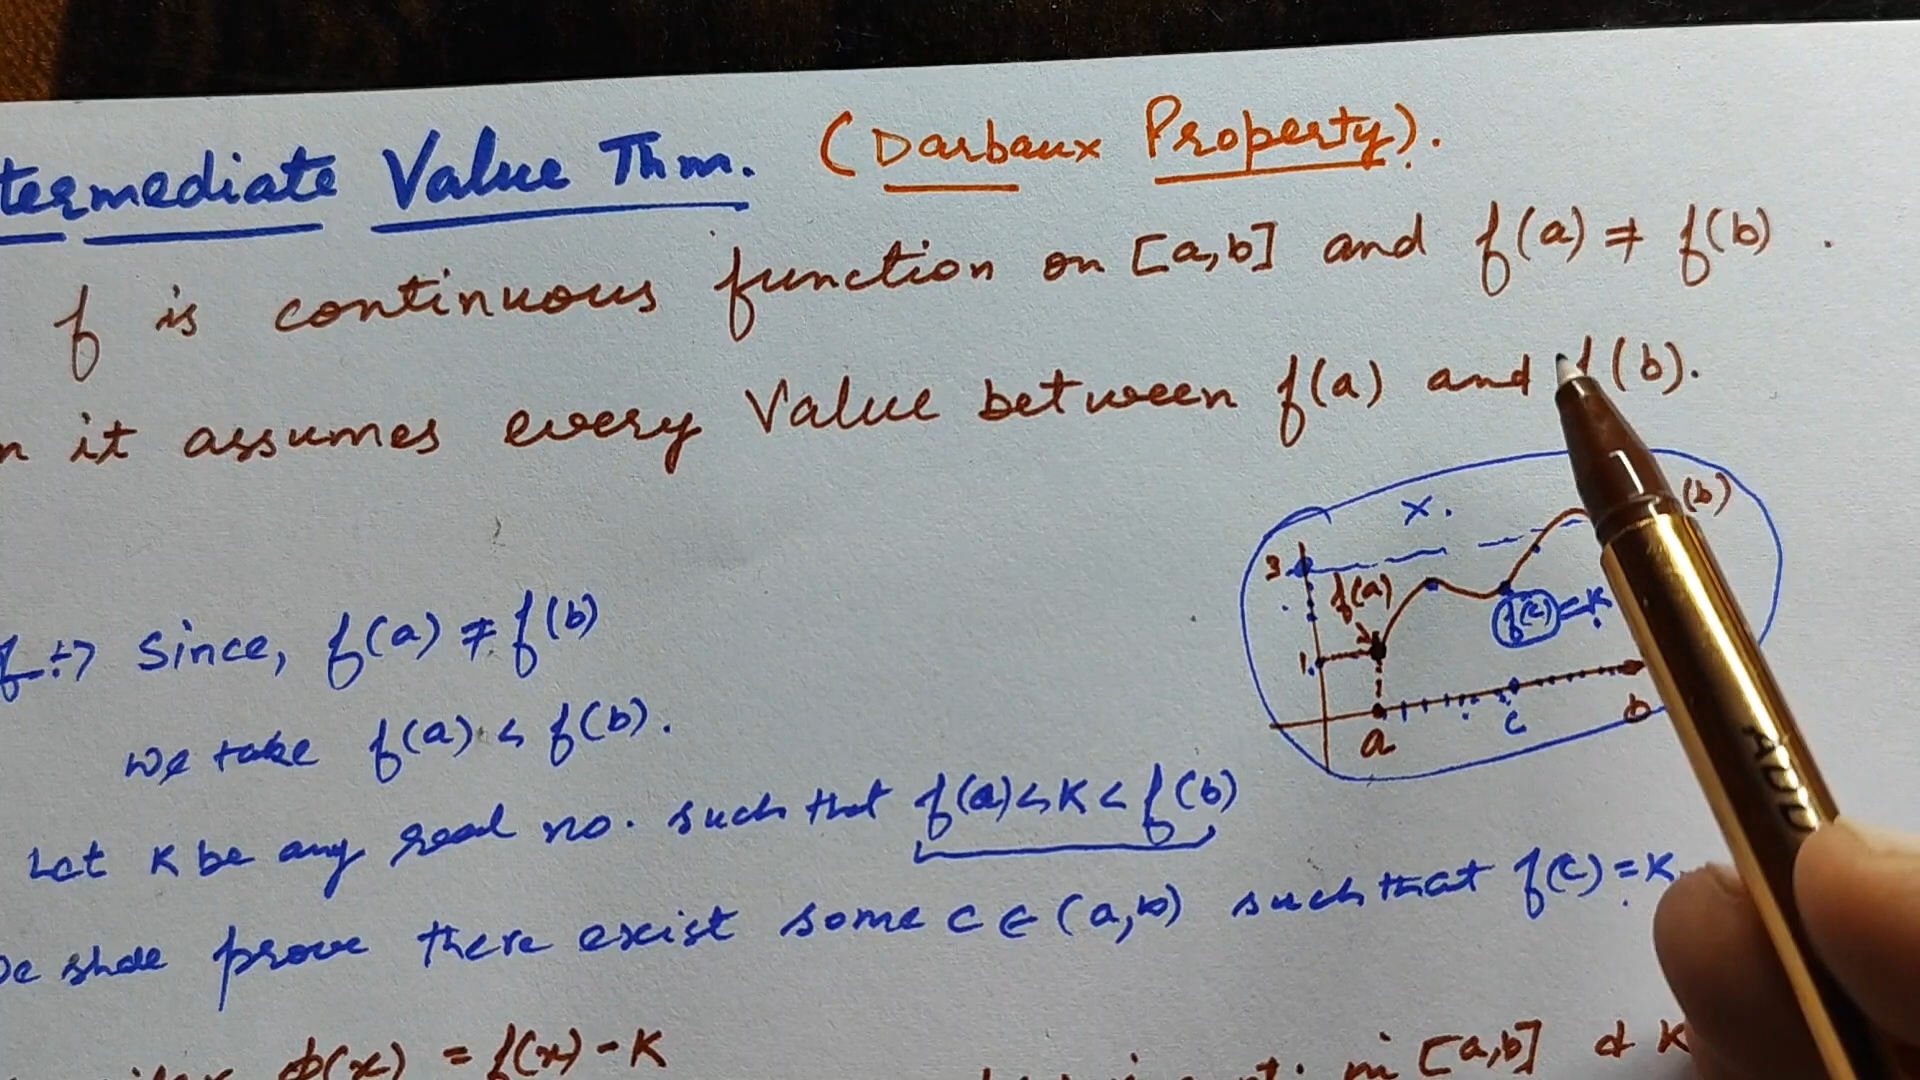 termediate Value Thm. (Darbaux Property).
f is continuous function on [a,b] and f(a) ≠ f(b).
n it assumes every Value between f(a) and f(b).
x.
(b)
3
f(a)
f(c) = K
1
a
c
b
f :→ Since, f(a) ≠ f(b)
We take f(a) < f(b).
Let K be any real no. such that f(a) < K < f(b)
there exist some c ∈ (a,b) such that f(c) = K
prove
ϕ(x) = f(x) - K
in [a,b] & K